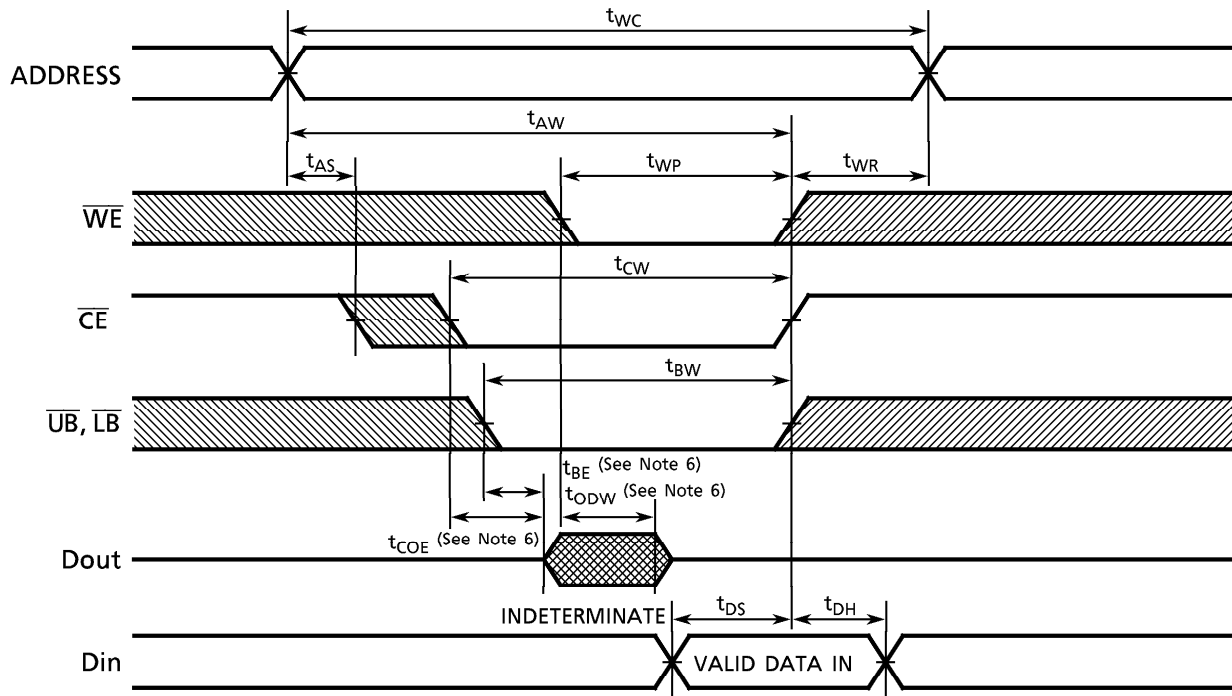 tWC
ADDRESS
tAW
tAS tWP tWR
WE
tCW
CE
tBW
UB, LB
tBE (See Note 6)
tODW (See Note 6)
tCOE (See Note 6)
Dout
INDETERMINATE tDS tDH
Din VALID DATA IN